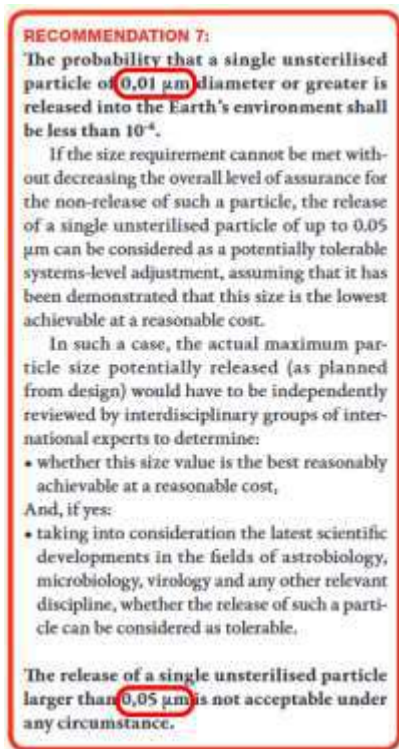 RECOMMENDATION 7:
The probability that a single unsterilised
particle of 0,01 µm diameter or greater is
released into the Earth's environment shall
be less than 10⁻⁶.
If the size requirement cannot be met with-
out decreasing the overall level of assurance for
the non-release of such a particle, the release
of a single unsterilised particle of up to 0.05
µm can be considered as a potentially tolerable
systems-level adjustment, assuming that it has
been demonstrated that this size is the lowest
achievable at a reasonable cost.
In such a case, the actual maximum par-
ticle size potentially released (as planned
from design) would have to be independently
reviewed by interdisciplinary groups of inter-
national experts to determine:
• whether this size value is the best reasonably
achievable at a reasonable cost,
And, if yes:
• taking into consideration the latest scientific
developments in the fields of astrobiology,
microbiology, virology and any other relevant
discipline, whether the release of such a parti-
cle can be considered as tolerable.
The release of a single unsterilised particle
larger than 0,05 µm is not acceptable under
any circumstance.